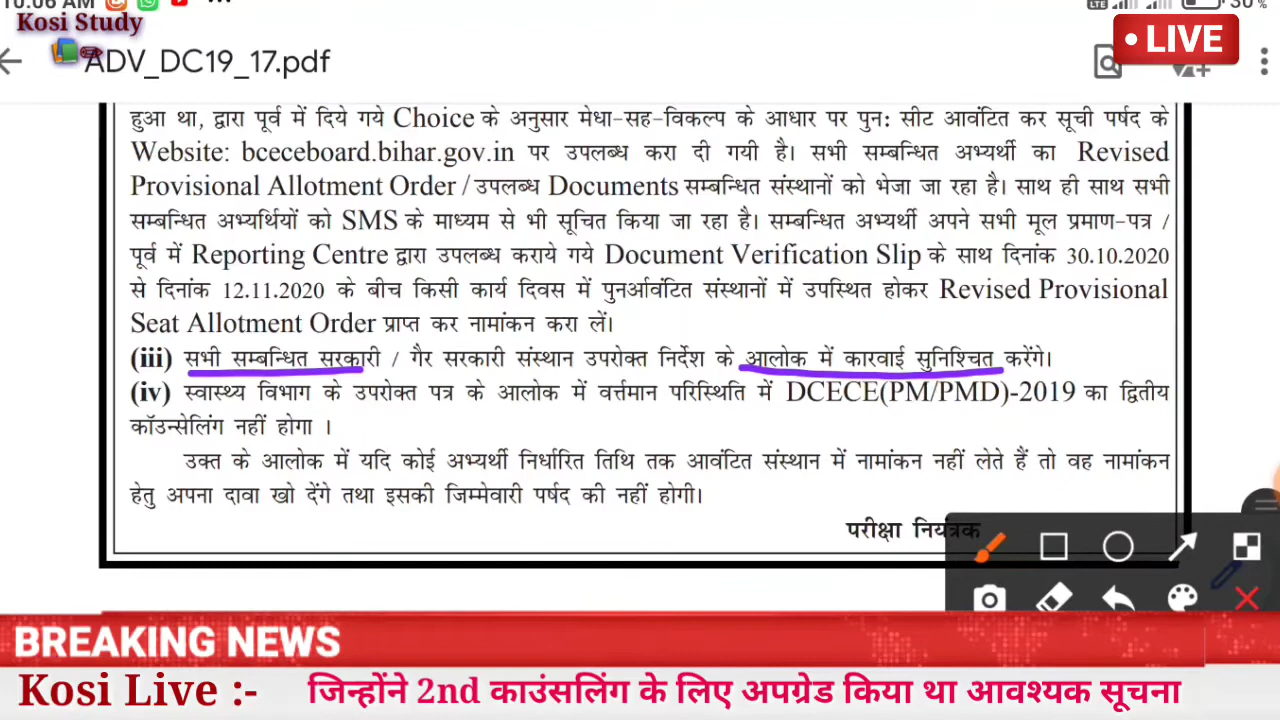 10:06 AM
LTE
30%
Kosi Study
ADV_DC19_17.pdf
LIVE
हुआ था, द्वारा पूर्व में दिये गये Choice के अनुसार मेधा-सह-विकल्प के आधार पर पुन: सीट आवंटित कर सूची पर्षद के
Website: bceceboard.bihar.gov.in पर उपलब्ध करा दी गयी है। सभी सम्बन्धित अभ्यर्थी का Revised
Provisional Allotment Order / उपलब्ध Documents सम्बन्धित संस्थानों को भेजा जा रहा है। साथ ही साथ सभी
सम्बन्धित अभ्यर्थियों को SMS के माध्यम से भी सूचित किया जा रहा है। सम्बन्धित अभ्यर्थी अपने सभी मूल प्रमाण-पत्र /
पूर्व में Reporting Centre द्वारा उपलब्ध कराये गये Document Verification Slip के साथ दिनांक 30.10.2020
से दिनांक 12.11.2020 के बीच किसी कार्य दिवस में पुनर्आवंटित संस्थानों में उपस्थित होकर Revised Provisional
Seat Allotment Order प्राप्त कर नामांकन करा लें।
(iii) सभी सम्बन्धित सरकारी / गैर सरकारी संस्थान उपरोक्त निर्देश के आलोक में कारवाई सुनिश्चित करेंगे।
(iv) स्वास्थ्य विभाग के उपरोक्त पत्र के आलोक में वर्त्तमान परिस्थिति में DCECE(PM/PMD)-2019 का द्वितीय
कॉउन्सेलिंग नहीं होगा ।
उक्त के आलोक में यदि कोई अभ्यर्थी निर्धारित तिथि तक आवंटित संस्थान में नामांकन नहीं लेते हैं तो वह नामांकन
हेतु अपना दावा खो देंगे तथा इसकी जिम्मेवारी पर्षद की नहीं होगी।
परीक्षा नियंत्रक
BREAKING NEWS
Kosi Live :- जिन्होंने 2nd काउंसलिंग के लिए अपग्रेड किया था आवश्यक सूचना